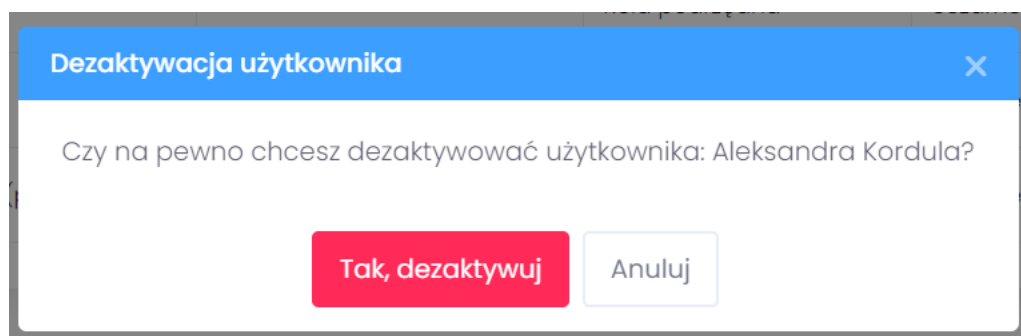 Dezaktywacja użytkownika
Czy na pewno chcesz dezaktywować użytkownika: Aleksandra Kordula?
Tak, dezaktywuj
Anuluj